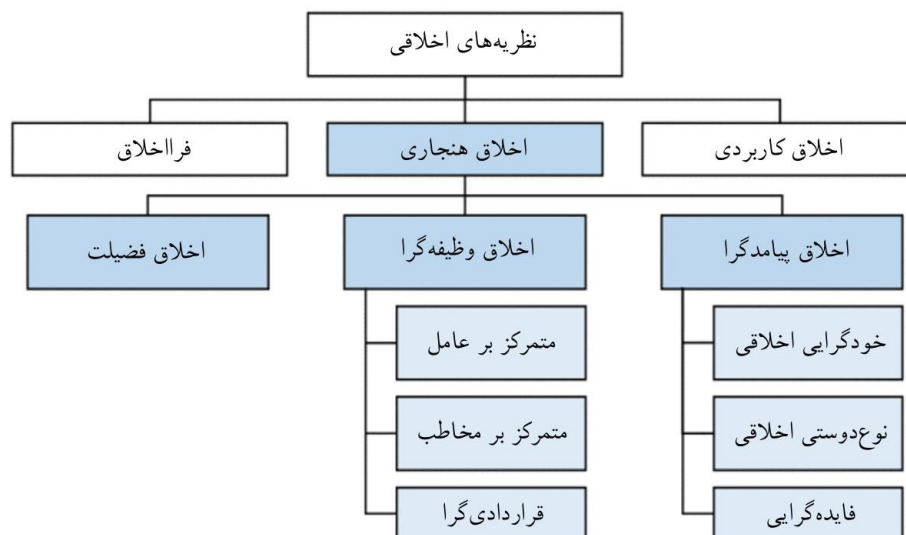 نظریه‌های اخلاقی
اخلاق کاربردی
اخلاق هنجاری
فرااخلاق
اخلاق پیامدگرا
اخلاق وظیفه‌گرا
اخلاق فضیلت
خودگرایی اخلاقی
متمرکز بر عامل
نوع‌دوستی اخلاقی
متمرکز بر مخاطب
فایده‌گرایی
قراردادی‌گرا